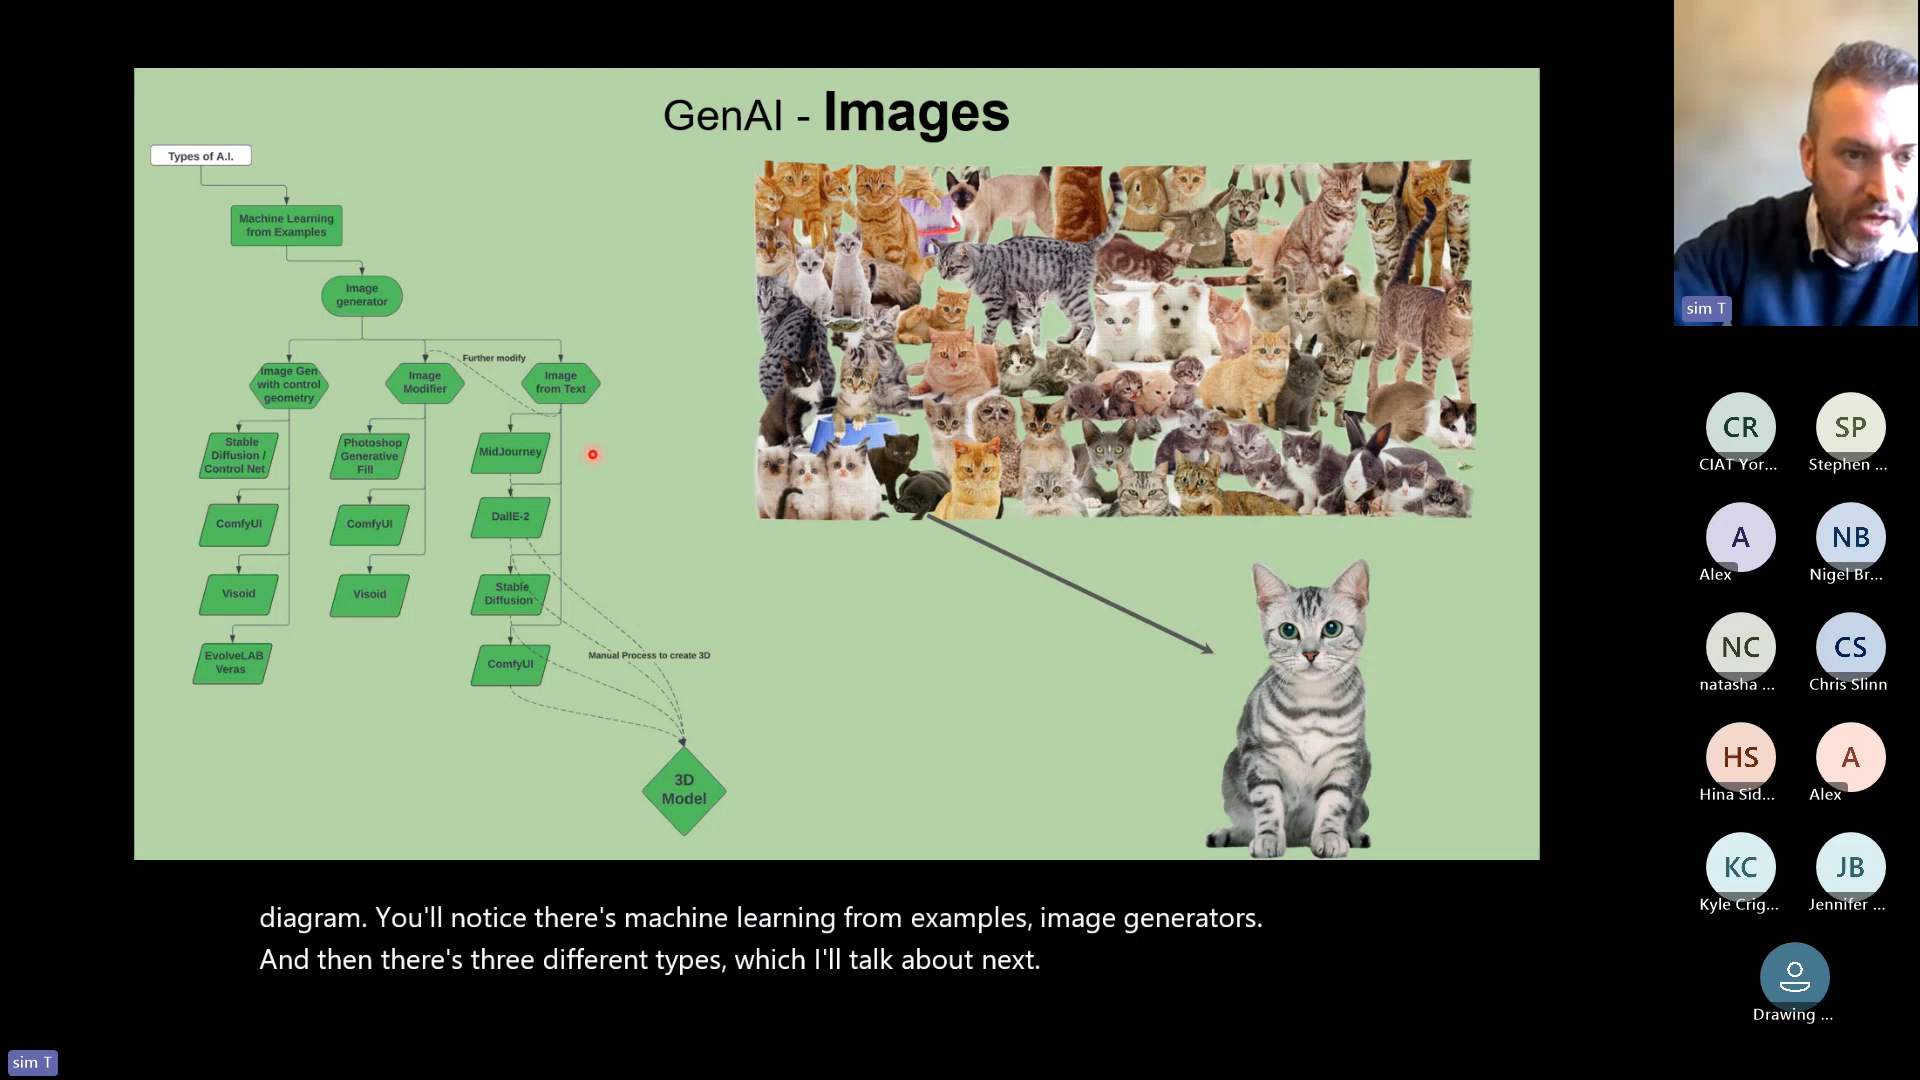 GenAI - Images
Types of A.I.
Machine Learning
from Examples
Image
generator
Further modify
Image Gen
with control
geometry
Image
Modifier
Image
from Text
Stable
Diffusion /
Control Net
Photoshop
Generative
Fill
MidJourney
ComfyUI
ComfyUI
DallE-2
Visoid
Visoid
Stable
Diffusion
EvolveLAB
Veras
ComfyUI
Manual Process to create 3D
3D
Model
diagram. You'll notice there's machine learning from examples, image generators.
And then there's three different types, which I'll talk about next.
sim T
sim T
CR
CIAT Yor...
SP
Stephen ...
A
Alex
NB
Nigel Br...
NC
natasha ...
CS
Chris Slinn
HS
Hina Sid...
A
Alex
KC
Kyle Crig...
JB
Jennifer ...
Drawing ...